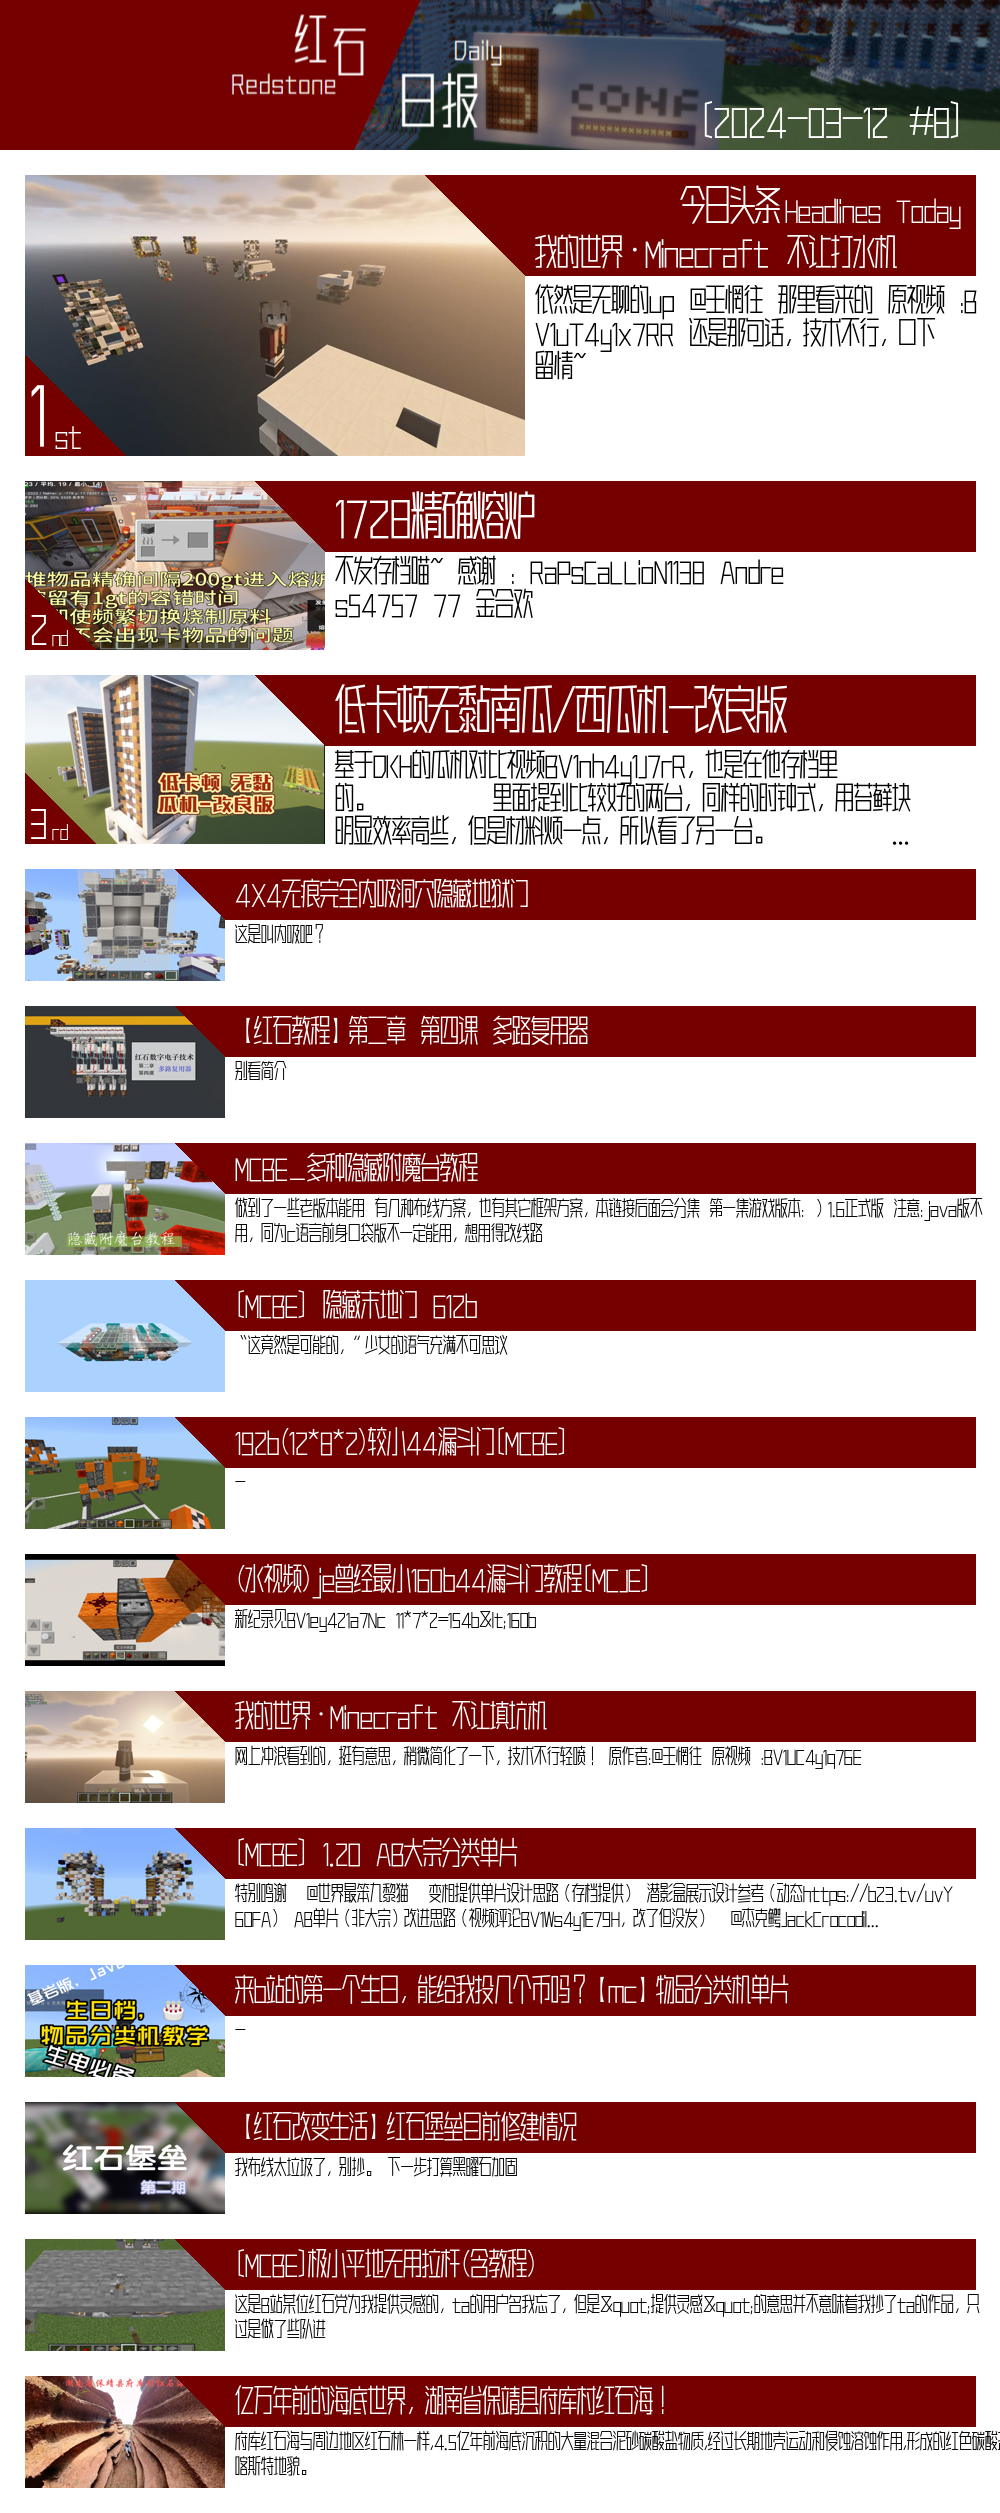 红石
Redstone
Daily
日报
CONF
[2024-03-12 #8]
今日头条 Headlines Today
我的世界·Minecraft 不让打水机
依然是无聊的up @王惘往 那里看来的 原视频 :B
V1uT4y1x7RR 还是那句话，技术不行，口下
留情~
1st
1728精确熔炉
不发存档喵~ 感谢 : RaPsCaLLioN1138 Andre
s54757 77 金合欢
堆物品精确间隔200gt进入熔炉
留有1gt的容错时间
即使频繁切换烧制原料
不会出现卡物品的问题
2nd
低卡顿无黏南瓜/西瓜机-改良版
基于OKH的瓜机对比视频BV1nh4y1J7rR，也是在他存档里
的。 里面提到比较好的两台，同样的时钟式，用苔藓块
明显效率高些，但是材料烦一点，所以看了另一台。 ...
低卡顿 无黏
瓜机-改良版
3rd
4X4无痕完全内吸洞穴隐藏地狱门
这是叫内吸吧？
【红石教程】第二章 第四课 多路复用器
别看简介
红石数字电子技术
第二章
第四课 多路复用器
MCBE_多种隐藏附魔台教程
做到了一些老版本能用 有几种布线方案，也有其它框架方案，本链接后面会分集 第一集游戏版本: ）1.6正式版 注意:java版不
用，因为c语言前身口袋版不一定能用，想用得改线路
隐藏附魔台教程
[MCBE] 隐藏末地门 612b
“这竟然是可能的，”少女的语气充满不可思议
192b(12*8*2)较小44漏斗门[MCBE]
-
(水视频)je曾经最小160b44漏斗门教程[MCJE]
新纪录见BV1ey421a7Nc 11*7*2=154b&lt;160b
我的世界·Minecraft 不让填坑机
网上冲浪看到的，挺有意思，稍微简化了一下，技术不行轻喷！ 原作者:@王惘往 原视频 :BV1UC4y1q76E
[MCBE] 1.20 AB大宗分类单片
特别鸣谢 @世界最笨九黎猫 变相提供单片设计思路（存档提供） 潜影盒展示设计参考（动态https://b23.tv/uvY
6OFA） AB单片（非大宗）改进思路（视频评论BV1Ws4y1E79H，改了但没发） @杰克鳄JackCrocodil...
来b站的第一个生日，能给我投几个币吗？【mc】物品分类机单片
-
基岩版，Java
生日档，
物品分类机教学
生电必备
【红石改变生活】红石堡垒目前修建情况
我布线太垃圾了，别抄。 下一步打算黑曜石加固
红石堡垒
第二期
[MCBE]极小平地无用拉杆(含教程)
这是B站某位红石党为我提供灵感的，ta的用户名我忘了，但是&quot;提供灵感&quot;的意思并不意味着我抄了ta的作品，只
过是做了些队进
亿万年前的海底世界，湖南省保靖县府库村红石海！
府库红石海与周边地区红石林一样,4.5亿年前海底沉积的大量混合泥砂碳酸盐物质,经过长期地壳运动和侵蚀溶蚀作用,形成的红色碳酸盐
喀斯特地貌。